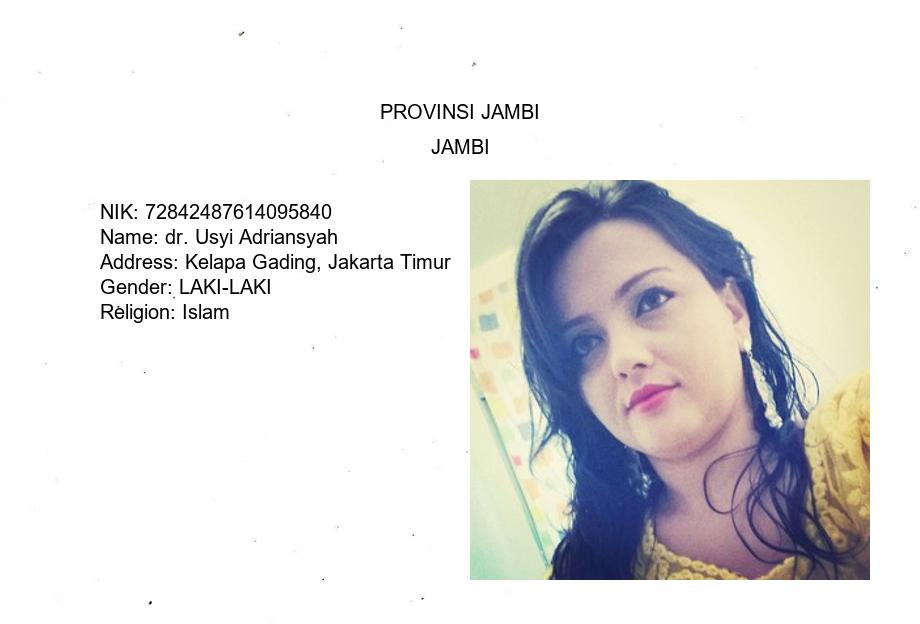 PROVINSI JAMBI
JAMBI
NIK: 72842487614095840
Name: dr. Usyi Adriansyah
Address: Kelapa Gading, Jakarta Timur
Gender: LAKI-LAKI
Religion: Islam